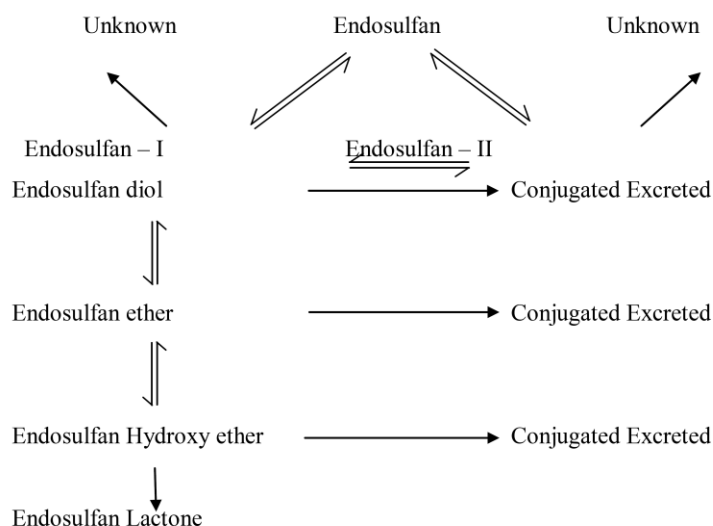 Unknown Endosulfan Unknown
Endosulfan – I Endosulfan – II
Endosulfan diol Conjugated Excreted
Endosulfan ether Conjugated Excreted
Endosulfan Hydroxy ether Conjugated Excreted
Endosulfan Lactone